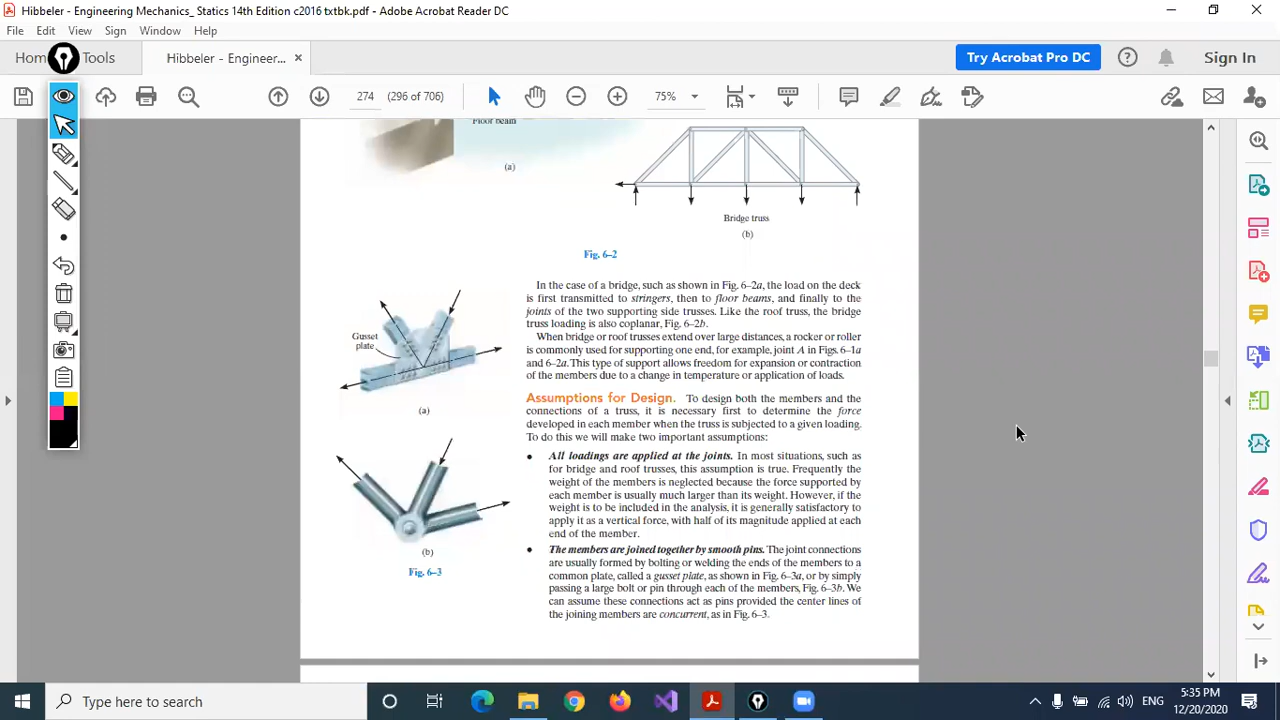 Hibbeler - Engineering Mechanics_ Statics 14th Edition c2016 txtbk.pdf - Adobe Acrobat Reader DC
File Edit View Sign Window Help
Hom Tools Hibbeler - Engineer... × Try Acrobat Pro DC Sign In
274 (296 of 706) 75%
Floor beam
(a)
Bridge truss
(b)
Fig. 6–2
In the case of a bridge, such as shown in Fig. 6–2a, the load on the deck
is first transmitted to stringers, then to floor beams, and finally to the
joints of the two supporting side trusses. Like the roof truss, the bridge
truss loading is also coplanar, Fig. 6–2b.
When bridge or roof trusses extend over large distances, a rocker or roller
is commonly used for supporting one end, for example, joint A in Figs. 6–1a
and 6–2a. This type of support allows freedom for expansion or contraction
of the members due to a change in temperature or application of loads.
Gusset
plate
(a)
Assumptions for Design. To design both the members and the
connections of a truss, it is necessary first to determine the force
developed in each member when the truss is subjected to a given loading.
To do this we will make two important assumptions:
• All loadings are applied at the joints. In most situations, such as
for bridge and roof trusses, this assumption is true. Frequently the
weight of the members is neglected because the force supported by
each member is usually much larger than its weight. However, if the
weight is to be included in the analysis, it is generally satisfactory to
apply it as a vertical force, with half of its magnitude applied at each
end of the member.
• The members are joined together by smooth pins. The joint connections
are usually formed by bolting or welding the ends of the members to a
common plate, called a gusset plate, as shown in Fig. 6–3a, or by simply
passing a large bolt or pin through each of the members, Fig. 6–3b. We
can assume these connections act as pins provided the center lines of
the joining members are concurrent, as in Fig. 6–3.
(b)
Fig. 6–3
Type here to search
ENG
5:35 PM
12/20/2020